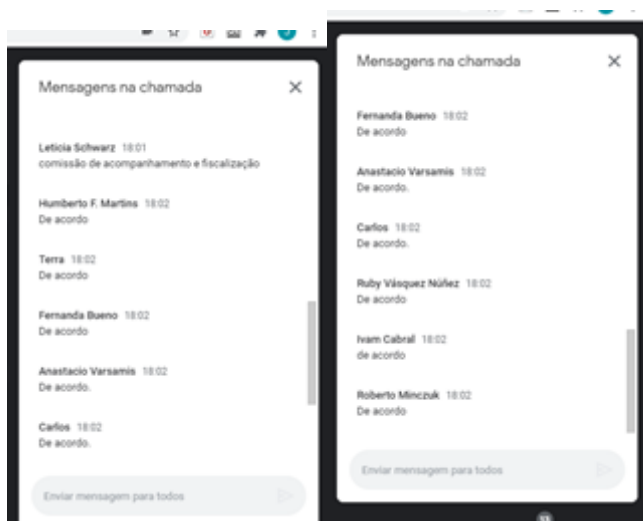 Mensagens na chamada
Leticia Schwarz 18:01
comissão de acompanhamento e fiscalização
Humberto F. Martins 18:02
De acordo
Terra 18:02
De acordo
Fernanda Bueno 18:02
De acordo
Anastacio Varsamis 18:02
De acordo.
Carlos 18:02
De acordo.
Enviar mensagem para todos
Mensagens na chamada
Fernanda Bueno 18:02
De acordo
Anastacio Varsamis 18:02
De acordo.
Carlos 18:02
De acordo.
Ruby Vásquez Núñez 18:02
De acordo
Ivam Cabral 18:02
de acordo
Roberto Minczuk 18:02
De acordo
Enviar mensagem para todos